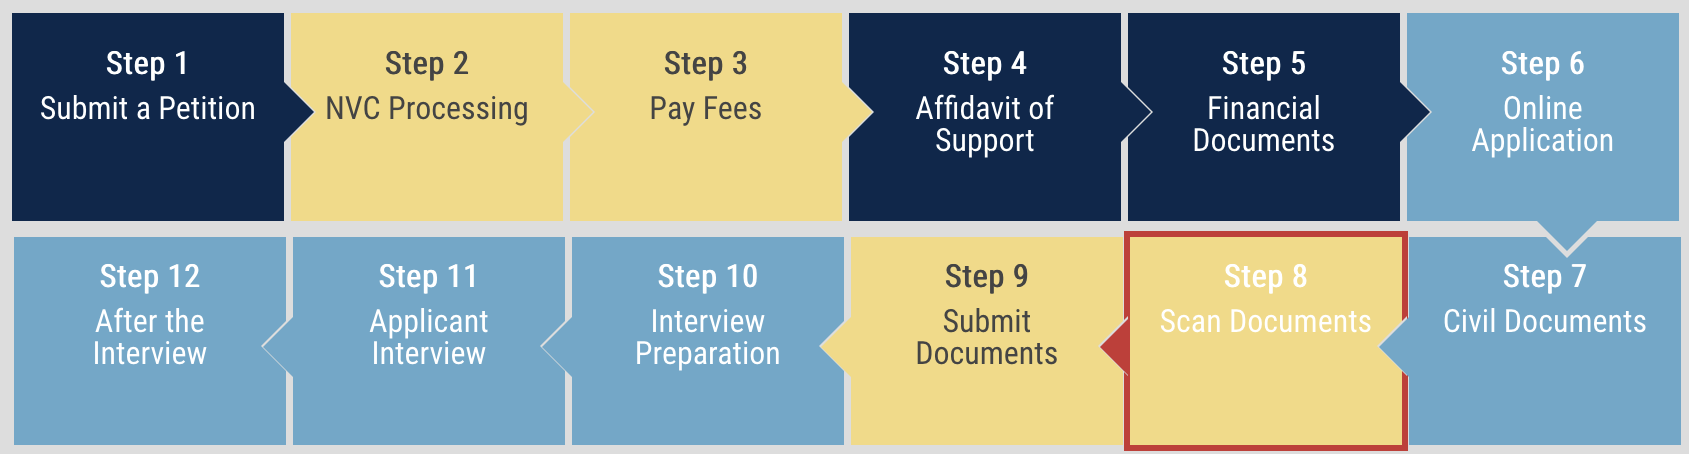 Step 1
Submit a Petition
Step 2
NVC Processing
Step 3
Pay Fees
Step 4
Affidavit of
Support
Step 5
Financial
Documents
Step 6
Online
Application
Step 7
Civil Documents
Step 8
Scan Documents
Step 9
Submit
Documents
Step 10
Interview
Preparation
Step 11
Applicant
Interview
Step 12
After the
Interview